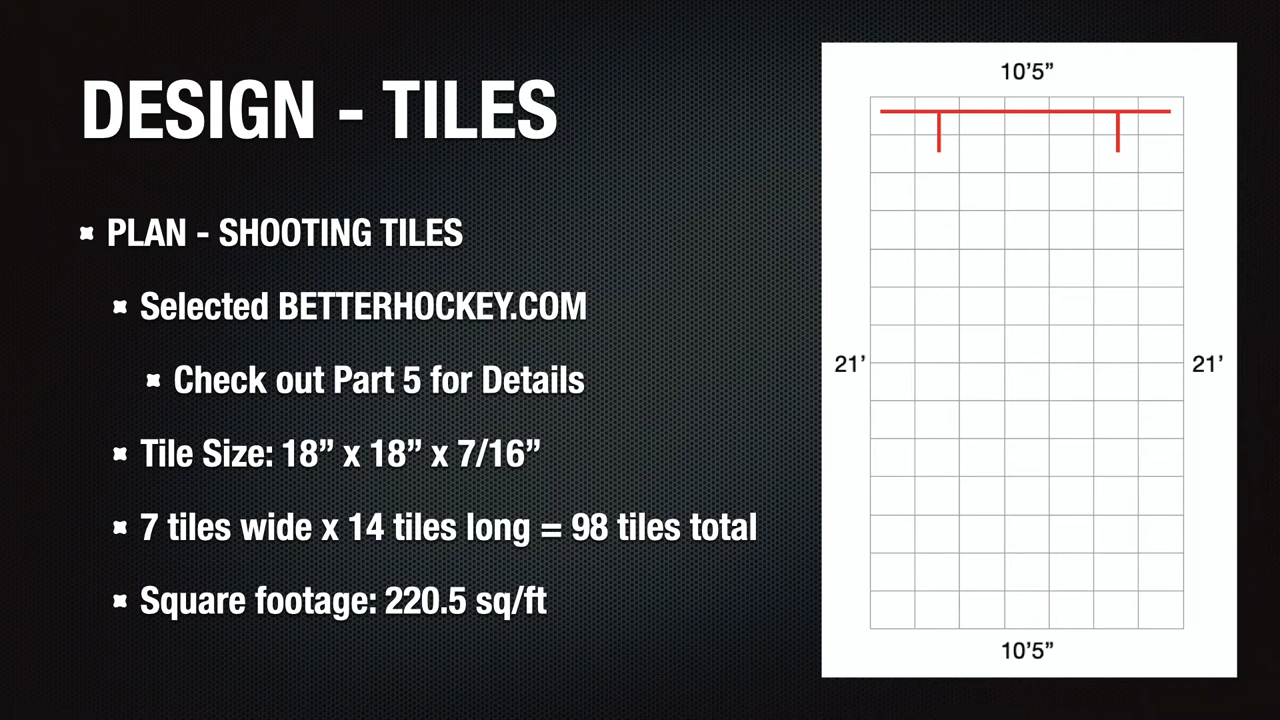 DESIGN - TILES
PLAN - SHOOTING TILES
Selected BETTERHOCKEY.COM
Check out Part 5 for Details
Tile Size: 18” x 18” x 7/16”
7 tiles wide x 14 tiles long = 98 tiles total
Square footage: 220.5 sq/ft
10’5”
21’
21’
10’5”